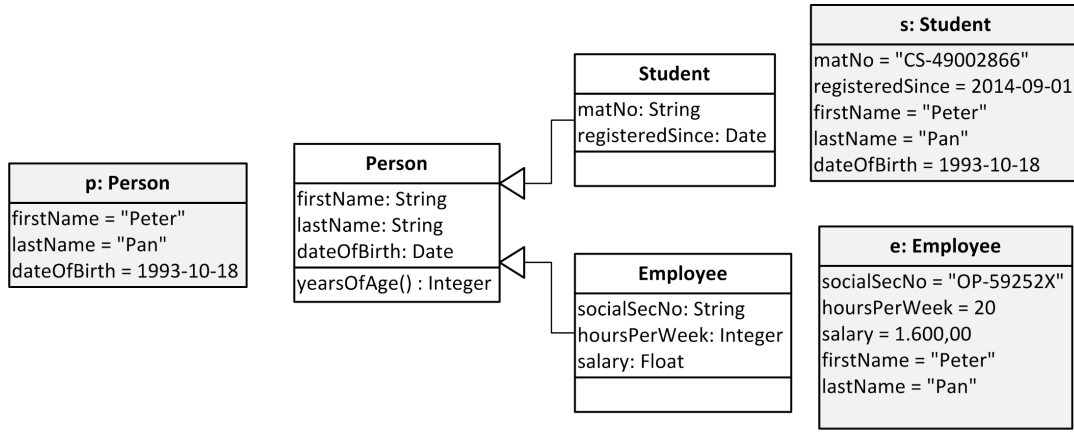 p: Person
firstName = "Peter"
lastName = "Pan"
dateOfBirth = 1993-10-18
Person
firstName: String
lastName: String
dateOfBirth: Date
yearsOfAge() : Integer
Student
matNo: String
registeredSince: Date
Employee
socialSecNo: String
hoursPerWeek: Integer
salary: Float
s: Student
matNo = "CS-49002866"
registeredSince = 2014-09-01
firstName = "Peter"
lastName = "Pan"
dateOfBirth = 1993-10-18
e: Employee
socialSecNo = "OP-59252X"
hoursPerWeek = 20
salary = 1.600,00
firstName = "Peter"
lastName = "Pan"